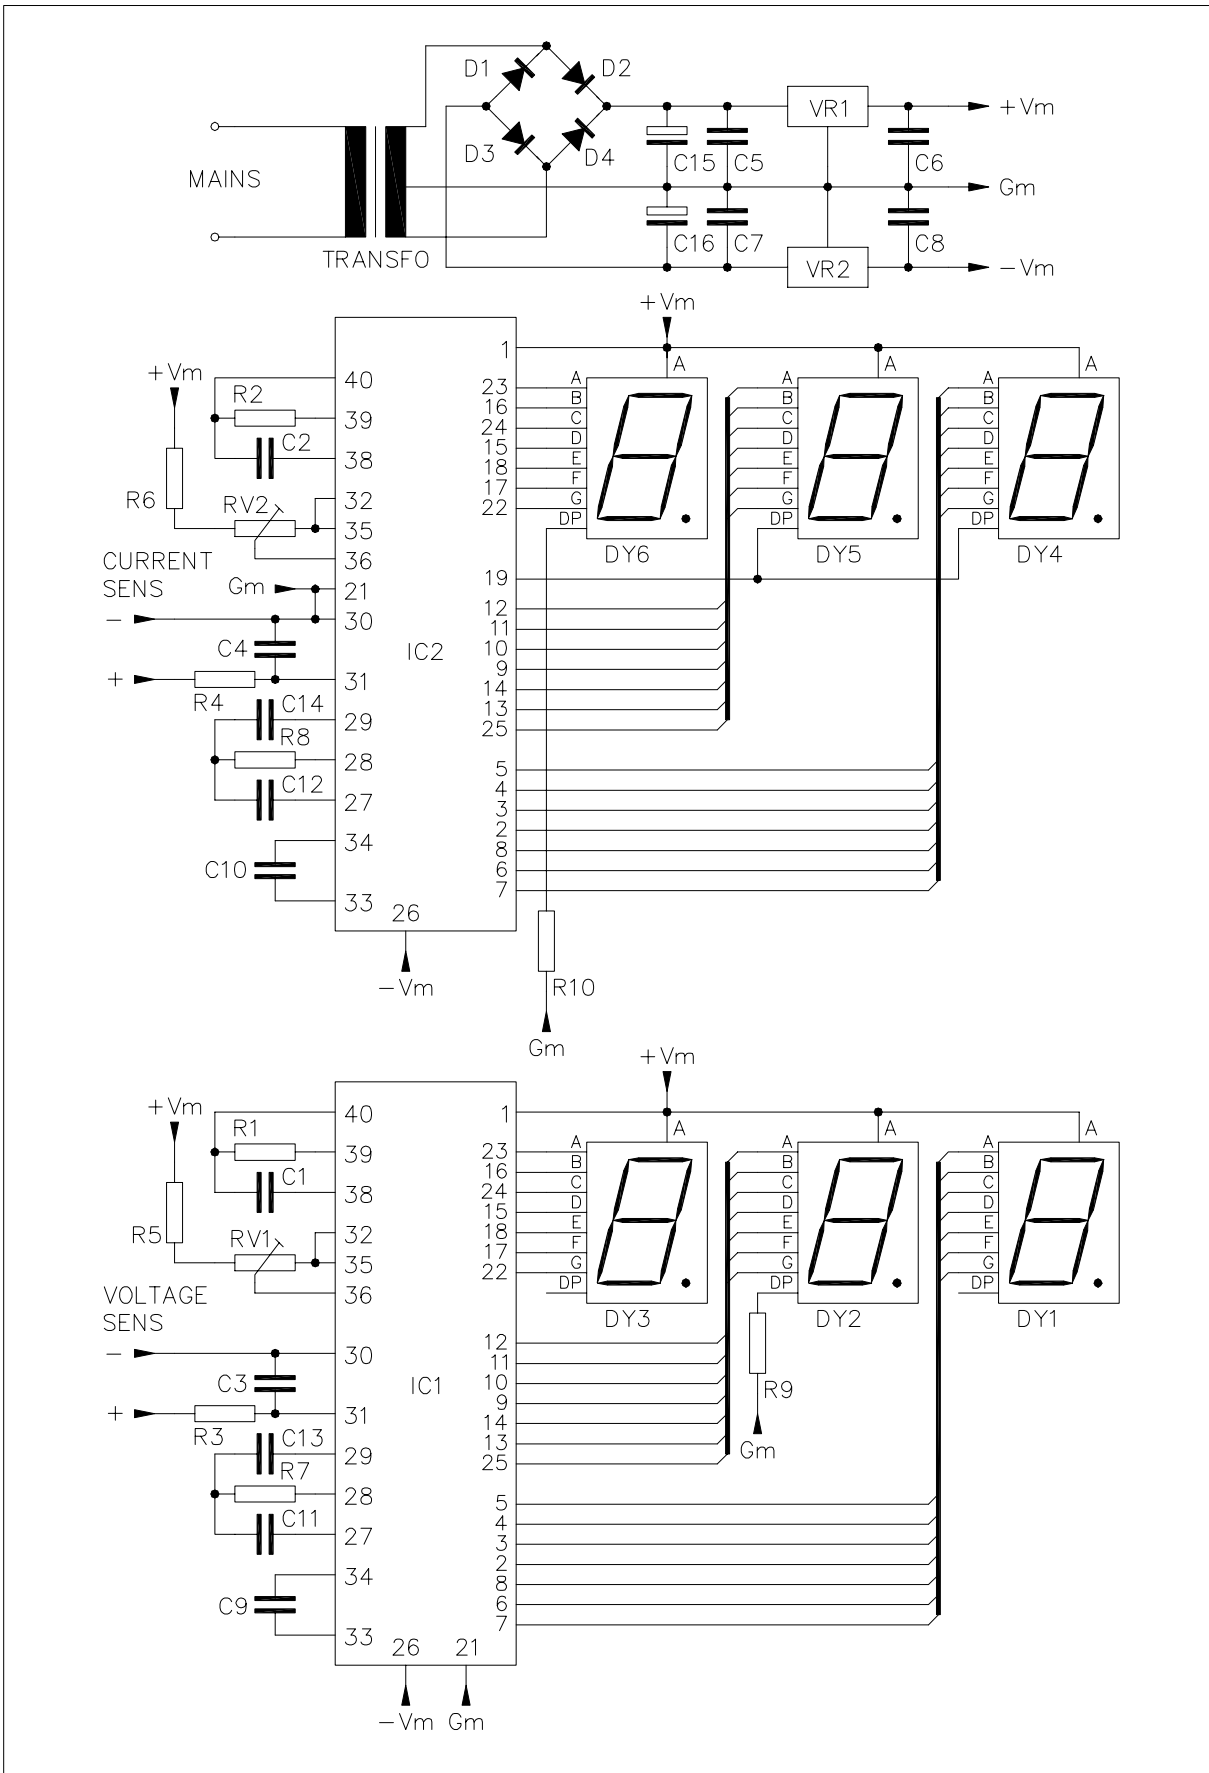 D1 D2
VR1 +Vm
D3 D4 C15 C5 C6
MAINS Gm
C16 C7 C8
TRANSFO VR2 -Vm
+Vm
1
A A A
+Vm 40 23 A A A
R2 16 B B B
39 24 C C C
C2 15 D D D
38 18 E E E
17 F F F
R6 RV2 32 22 G G G
35 DP DP DP
36 DY6 DY5 DY4
CURRENT
SENS
Gm 21 19
- 30 12
11
C4 IC2 10
+ 31 9
R4 C14 14
29 13
R8 25
28
C12 5
27 4
3
34 2
C10 8
6
33 7
26
-Vm R10
Gm
+Vm
+Vm 40 1
A A A
R1 23 A A A
39 16 B B B
C1 24 C C C
38 15 D D D
18 E E E
R5 RV1 32 17 F F F
35 22 G G G
36 DP DP DP
VOLTAGE
SENS
DY3 DY2 DY1
- 30 12
11
C3 IC1 10 R9
+ 31 9
R3 C13 14
29 13 Gm
R7 25
28
C11 5
27 4
3
34 2
C9 8
6
33 7
26 21
-Vm Gm